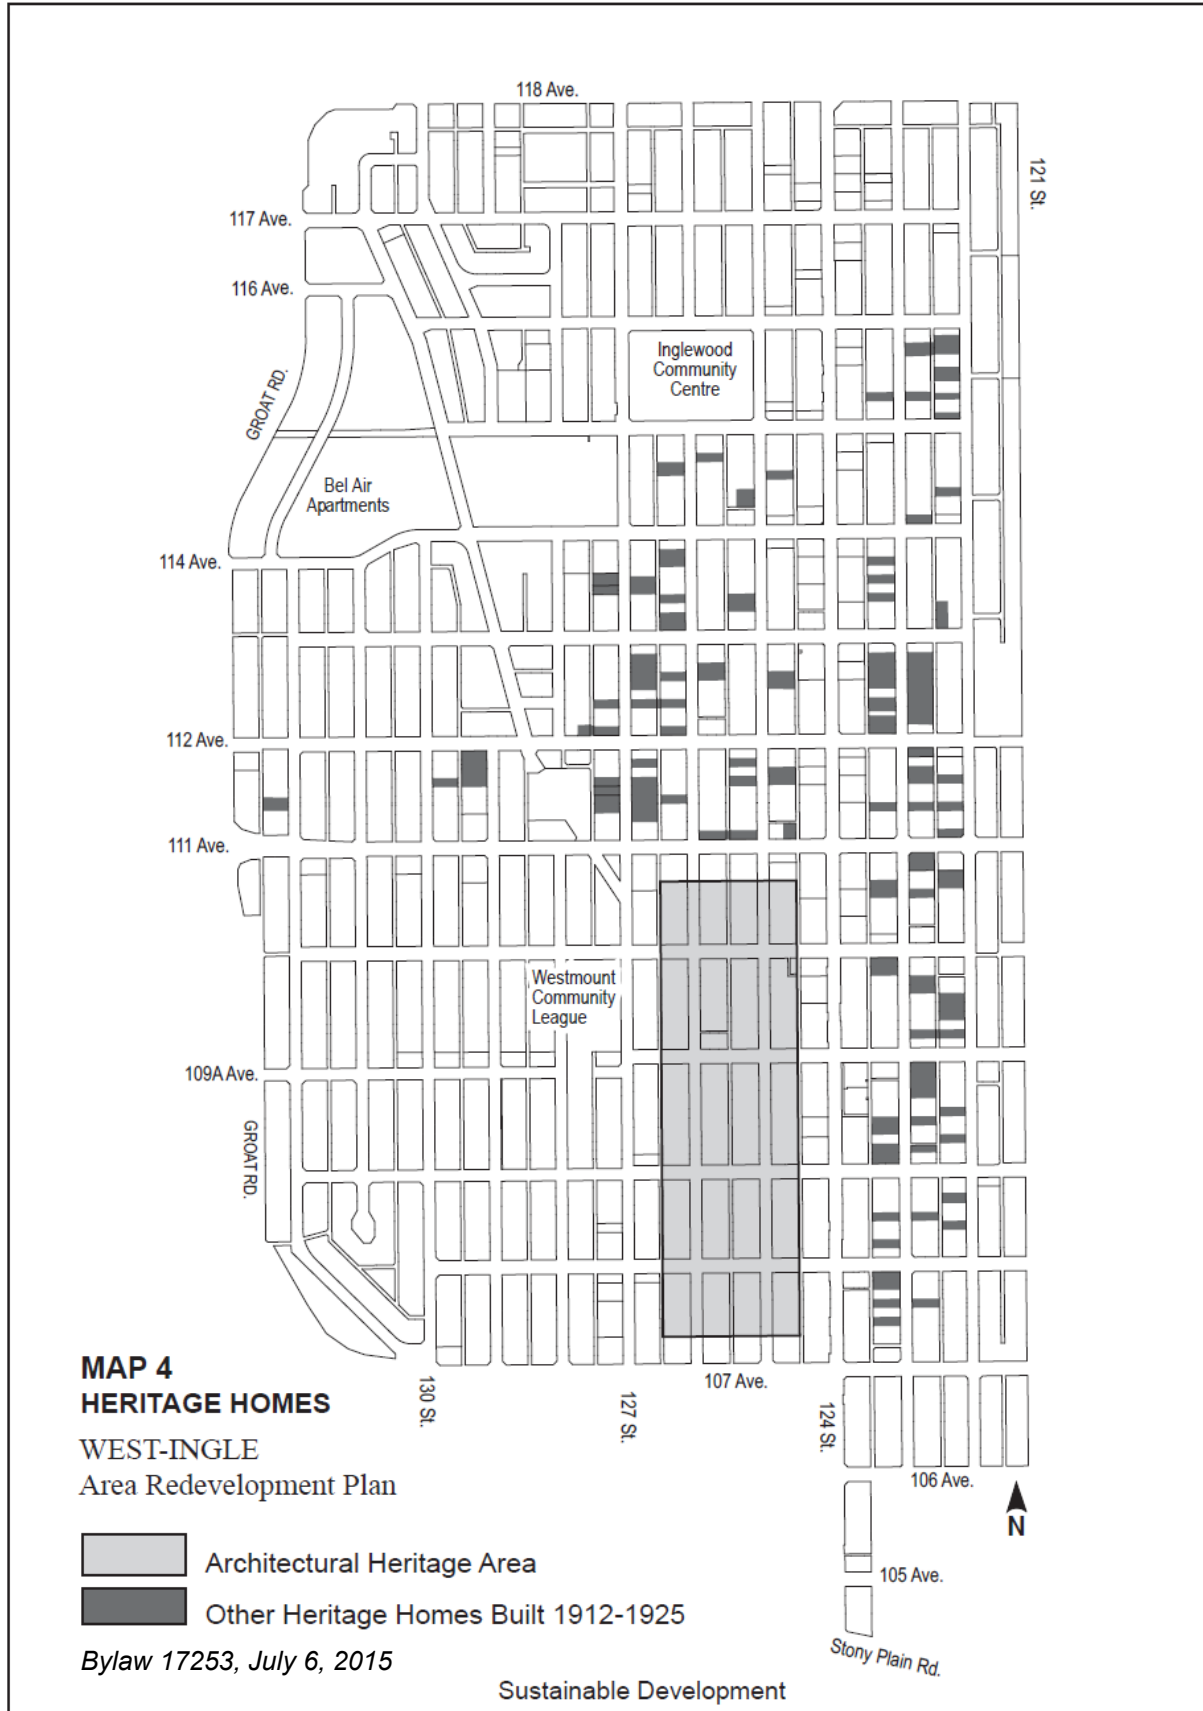 118 Ave.
121 St.
117 Ave.
116 Ave.
Inglewood
Community
Centre
GROAT RD.
Bel Air
Apartments
114 Ave.
112 Ave.
111 Ave.
Westmount
Community
League
109A Ave.
GROAT RD.
107 Ave.
130 St.
127 St.
124 St.
MAP 4
HERITAGE HOMES
WEST-INGLE
Area Redevelopment Plan
106 Ave.
N
Architectural Heritage Area
105 Ave.
Other Heritage Homes Built 1912-1925
Stony Plain Rd.
Bylaw 17253, July 6, 2015
Sustainable Development